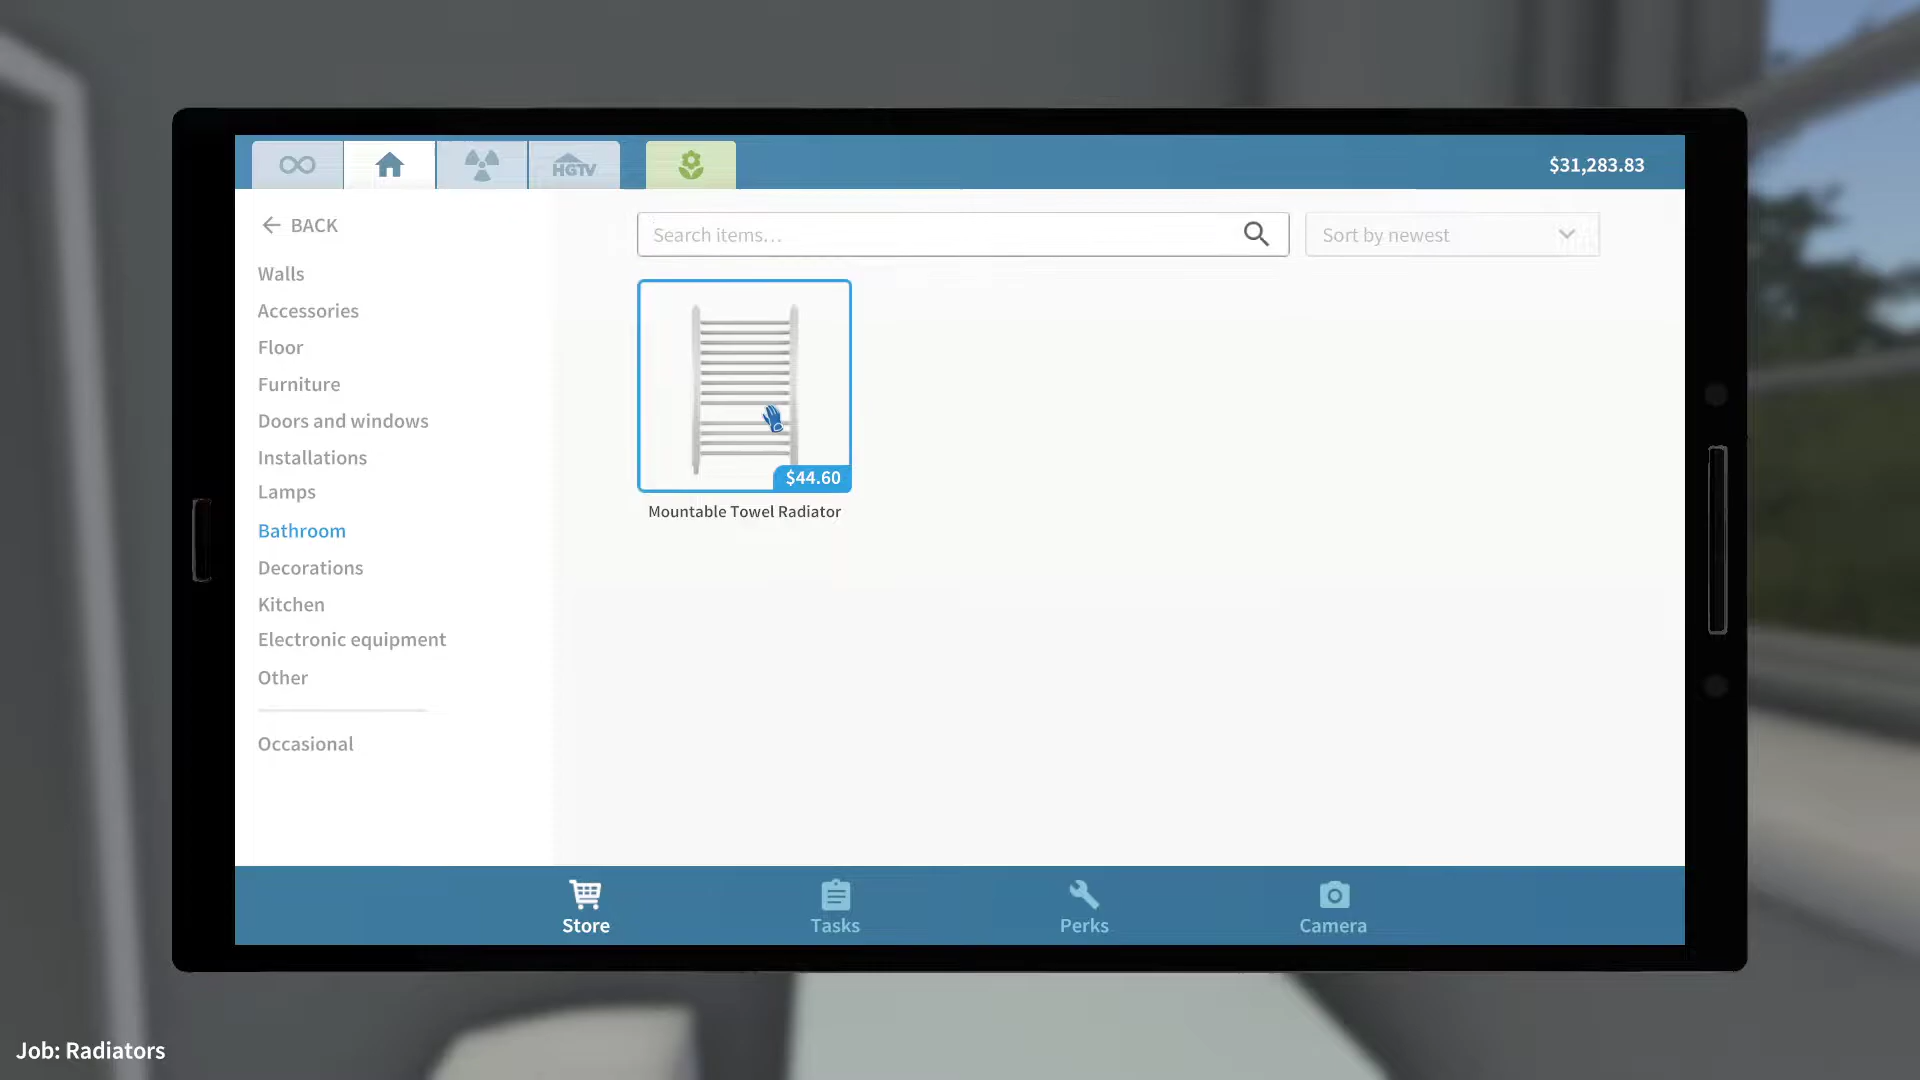 HGTV
$31,283.83
BACK
Search items...
Sort by newest
Walls
Accessories
Floor
Furniture
Doors and windows
Installations
Lamps
Bathroom
Decorations
Kitchen
Electronic equipment
Other
Occasional
$44.60
Mountable Towel Radiator
Store
Tasks
Perks
Camera
Job: Radiators